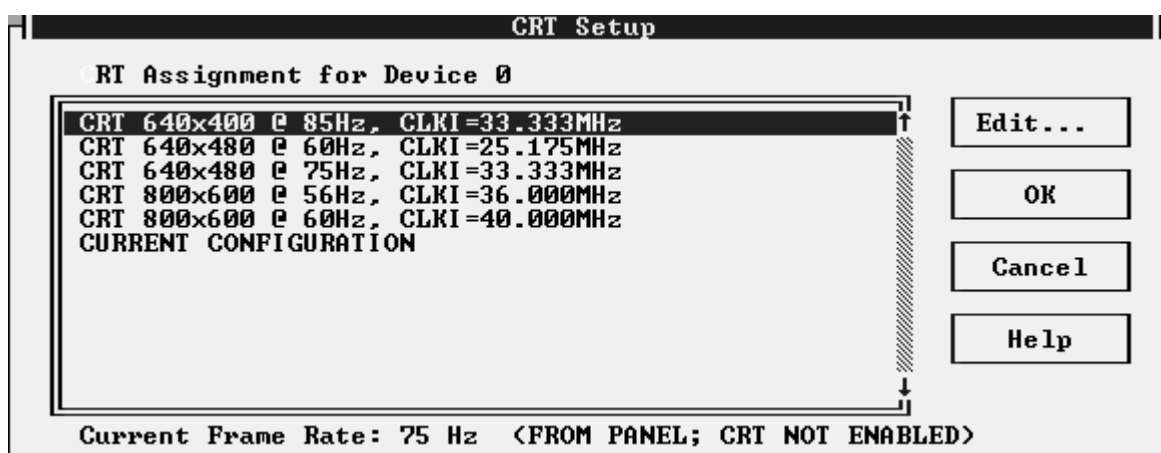 CRT Setup
CRT Assignment for Device 0
CRT 640x400 @ 85Hz, CLKI=33.333MHz
CRT 640x480 @ 60Hz, CLKI=25.175MHz
CRT 640x480 @ 75Hz, CLKI=33.333MHz
CRT 800x600 @ 56Hz, CLKI=36.000MHz
CRT 800x600 @ 60Hz, CLKI=40.000MHz
CURRENT CONFIGURATION
Edit...
OK
Cancel
Help
Current Frame Rate: 75 Hz (FROM PANEL; CRT NOT ENABLED)